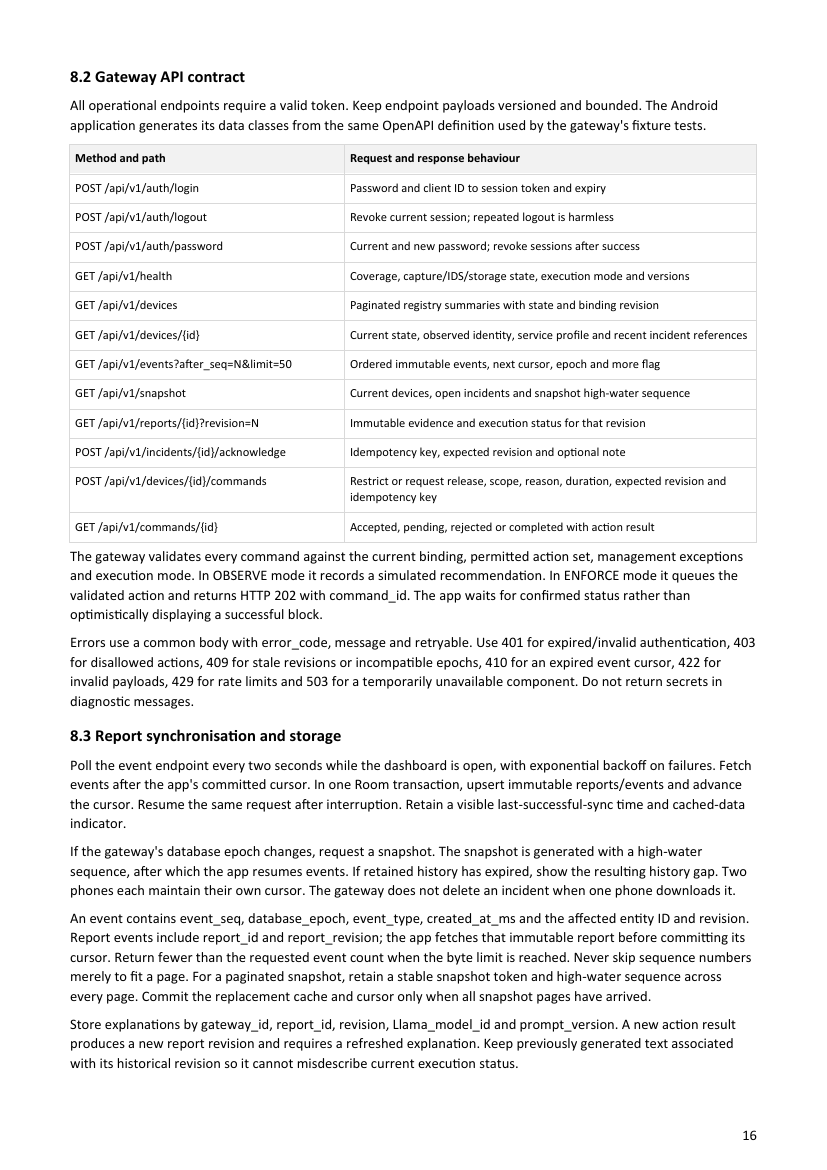 8.2 Gateway API contract
All operational endpoints require a valid token. Keep endpoint payloads versioned and bounded. The Android
application generates its data classes from the same OpenAPI definition used by the gateway's fixture tests.
Method and path Request and response behaviour
POST /api/v1/auth/login Password and client ID to session token and expiry
POST /api/v1/auth/logout Revoke current session; repeated logout is harmless
POST /api/v1/auth/password Current and new password; revoke sessions after success
GET /api/v1/health Coverage, capture/IDS/storage state, execution mode and versions
GET /api/v1/devices Paginated registry summaries with state and binding revision
GET /api/v1/devices/{id} Current state, observed identity, service profile and recent incident references
GET /api/v1/events?after_seq=N&limit=50 Ordered immutable events, next cursor, epoch and more flag
GET /api/v1/snapshot Current devices, open incidents and snapshot high-water sequence
GET /api/v1/reports/{id}?revision=N Immutable evidence and execution status for that revision
POST /api/v1/incidents/{id}/acknowledge Idempotency key, expected revision and optional note
POST /api/v1/devices/{id}/commands Restrict or request release, scope, reason, duration, expected revision and
idempotency key
GET /api/v1/commands/{id} Accepted, pending, rejected or completed with action result
The gateway validates every command against the current binding, permitted action set, management exceptions
and execution mode. In OBSERVE mode it records a simulated recommendation. In ENFORCE mode it queues the
validated action and returns HTTP 202 with command_id. The app waits for confirmed status rather than
optimistically displaying a successful block.
Errors use a common body with error_code, message and retryable. Use 401 for expired/invalid authentication, 403
for disallowed actions, 409 for stale revisions or incompatible epochs, 410 for an expired event cursor, 422 for
invalid payloads, 429 for rate limits and 503 for a temporarily unavailable component. Do not return secrets in
diagnostic messages.
8.3 Report synchronisation and storage
Poll the event endpoint every two seconds while the dashboard is open, with exponential backoff on failures. Fetch
events after the app's committed cursor. In one Room transaction, upsert immutable reports/events and advance
the cursor. Resume the same request after interruption. Retain a visible last-successful-sync time and cached-data
indicator.
If the gateway's database epoch changes, request a snapshot. The snapshot is generated with a high-water
sequence, after which the app resumes events. If retained history has expired, show the resulting history gap. Two
phones each maintain their own cursor. The gateway does not delete an incident when one phone downloads it.
An event contains event_seq, database_epoch, event_type, created_at_ms and the affected entity ID and revision.
Report events include report_id and report_revision; the app fetches that immutable report before committing its
cursor. Return fewer than the requested event count when the byte limit is reached. Never skip sequence numbers
merely to fit a page. For a paginated snapshot, retain a stable snapshot token and high-water sequence across
every page. Commit the replacement cache and cursor only when all snapshot pages have arrived.
Store explanations by gateway_id, report_id, revision, Llama_model_id and prompt_version. A new action result
produces a new report revision and requires a refreshed explanation. Keep previously generated text associated
with its historical revision so it cannot misdescribe current execution status.
16